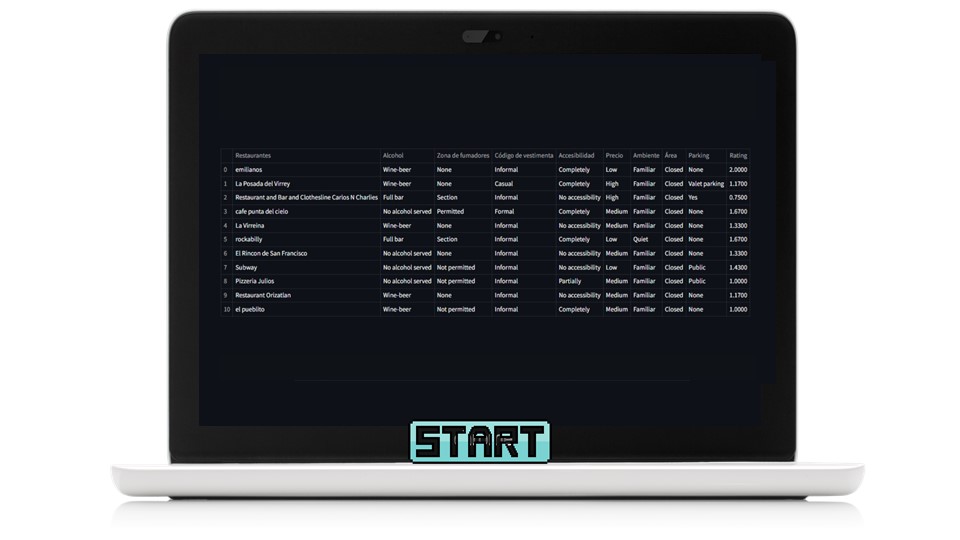 Restaurantes Alcohol Zona de fumadores Código de vestimenta Accesibilidad Precio Ambiente Área Parking Rating
0 emilianos Wine-beer None Informal Completely Low Familiar Closed None 2.0000
1 La Posada del Virrey Wine-beer None Casual Completely High Familiar Closed Valet parking 1.1700
2 Restaurant and Bar and Clothesline Carlos N Charlies Full bar Section Informal No accessibility High Familiar Closed Yes 0.7500
3 cafe punta del cielo No alcohol served Permitted Formal Completely Medium Familiar Closed None 1.6700
4 La Virreina Wine-beer None Informal No accessibility Medium Familiar Closed None 1.3300
5 rockabilly Full bar Section Informal Completely Low Quiet Closed None 1.6700
6 El Rincon de San Francisco No alcohol served None Informal No accessibility Medium Familiar Closed None 1.3300
7 Subway No alcohol served Not permitted Informal No accessibility Low Familiar Closed Public 1.4300
8 Pizzeria Julios No alcohol served Not permitted Informal Partially Medium Familiar Closed Public 1.0000
9 Restaurant Orizatlan Wine-beer None Informal No accessibility Medium Familiar Closed None 1.1700
10 el pueblito Wine-beer Not permitted Informal Completely Medium Familiar Closed None 1.0000
START